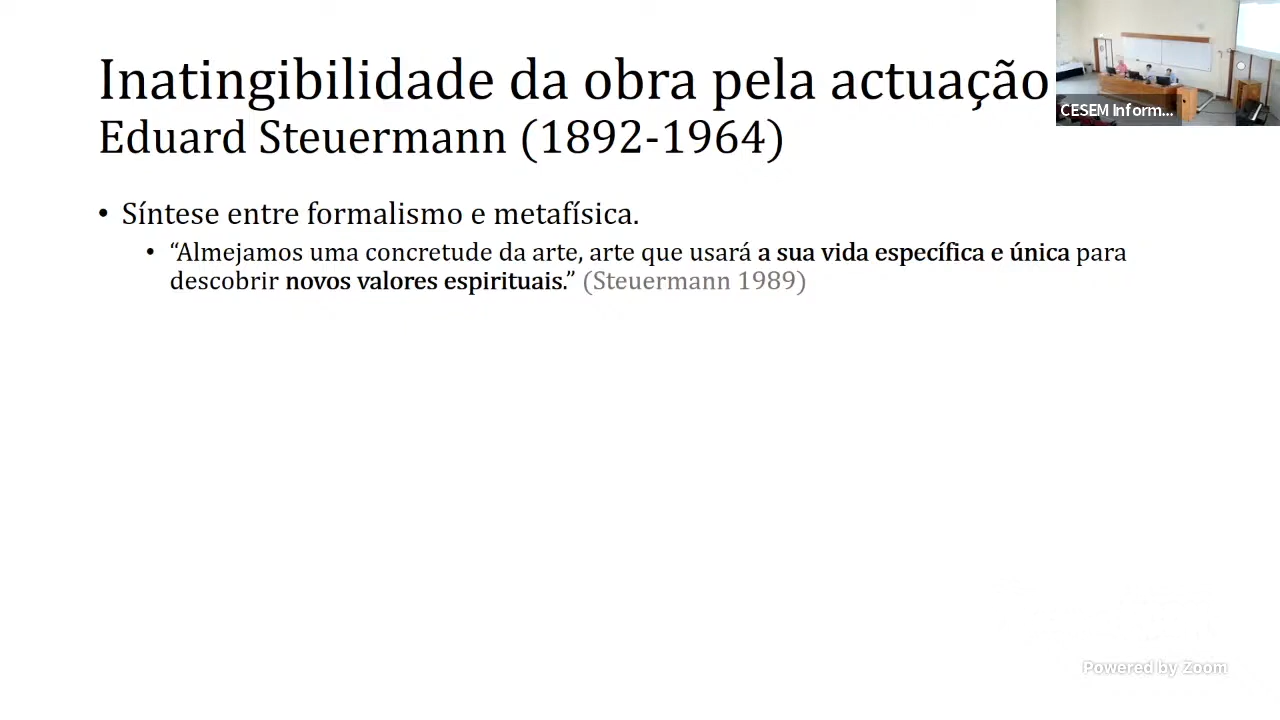 Inatingibilidade da obra pela actuação
Eduard Steuermann (1892-1964)
CESEM Inform...
• Síntese entre formalismo e metafísica.
• “Almejamos uma concretude da arte, arte que usará a sua vida específica e única para
descobrir novos valores espirituais.” (Steuermann 1989)
Powered by Zoom